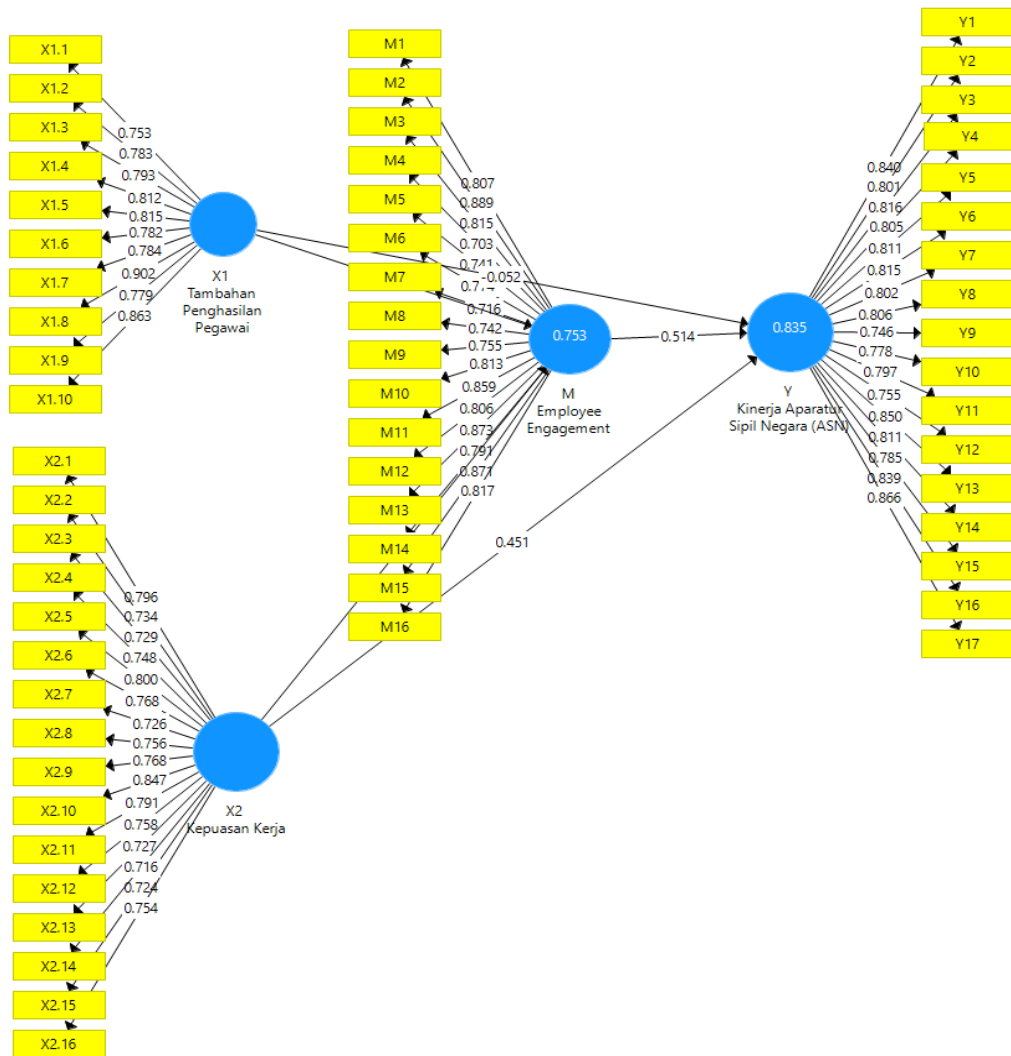 X1.1
X1.2
X1.3
X1.4
X1.5
X1.6
X1.7
X1.8
X1.9
X1.10
0.753
0.783
0.793
0.812
0.815
0.782
0.784
0.902
0.779
0.863
X1
Tambahan
Penghasilan
Pegawai
X2.1
X2.2
X2.3
X2.4
X2.5
X2.6
X2.7
X2.8
X2.9
X2.10
X2.11
X2.12
X2.13
X2.14
X2.15
X2.16
0.796
0.734
0.729
0.748
0.800
0.768
0.726
0.756
0.768
0.847
0.791
0.758
0.727
0.716
0.724
0.754
X2
Kepuasan Kerja
M1
M2
M3
M4
M5
M6
M7
M8
M9
M10
M11
M12
M13
M14
M15
M16
0.807
0.889
0.815
0.703
0.741
0.716
0.742
0.755
0.813
0.859
0.806
0.873
0.791
0.871
0.817
-0.052
0.753
M
Employee
Engagement
0.514
0.451
0.835
Y
Kinerja Aparatur
Sipil Negara (ASN)
0.840
0.801
0.816
0.805
0.811
0.815
0.802
0.806
0.746
0.778
0.797
0.755
0.850
0.811
0.785
0.839
0.866
Y1
Y2
Y3
Y4
Y5
Y6
Y7
Y8
Y9
Y10
Y11
Y12
Y13
Y14
Y15
Y16
Y17